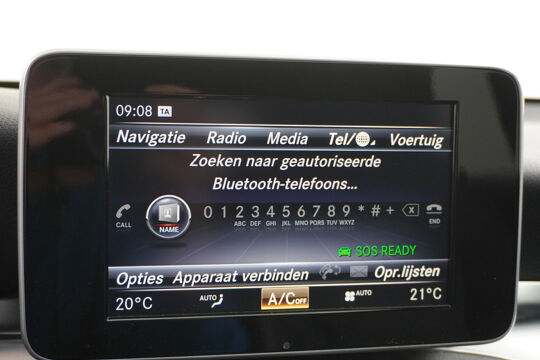 09:08 TA
Navigatie Radio Media Tel/ Voertuig
Zoeken naar geautoriseerde
Bluetooth-telefoons...
0 1 2 3 4 5 6 7 8 9 * # +
ABC DEF GHI JKL MNO PQRS TUV WXYZ
CALL NAME END
SOS READY
Opties Apparaat verbinden Opr.lijsten
20°C AUTO A/C OFF AUTO 21°C